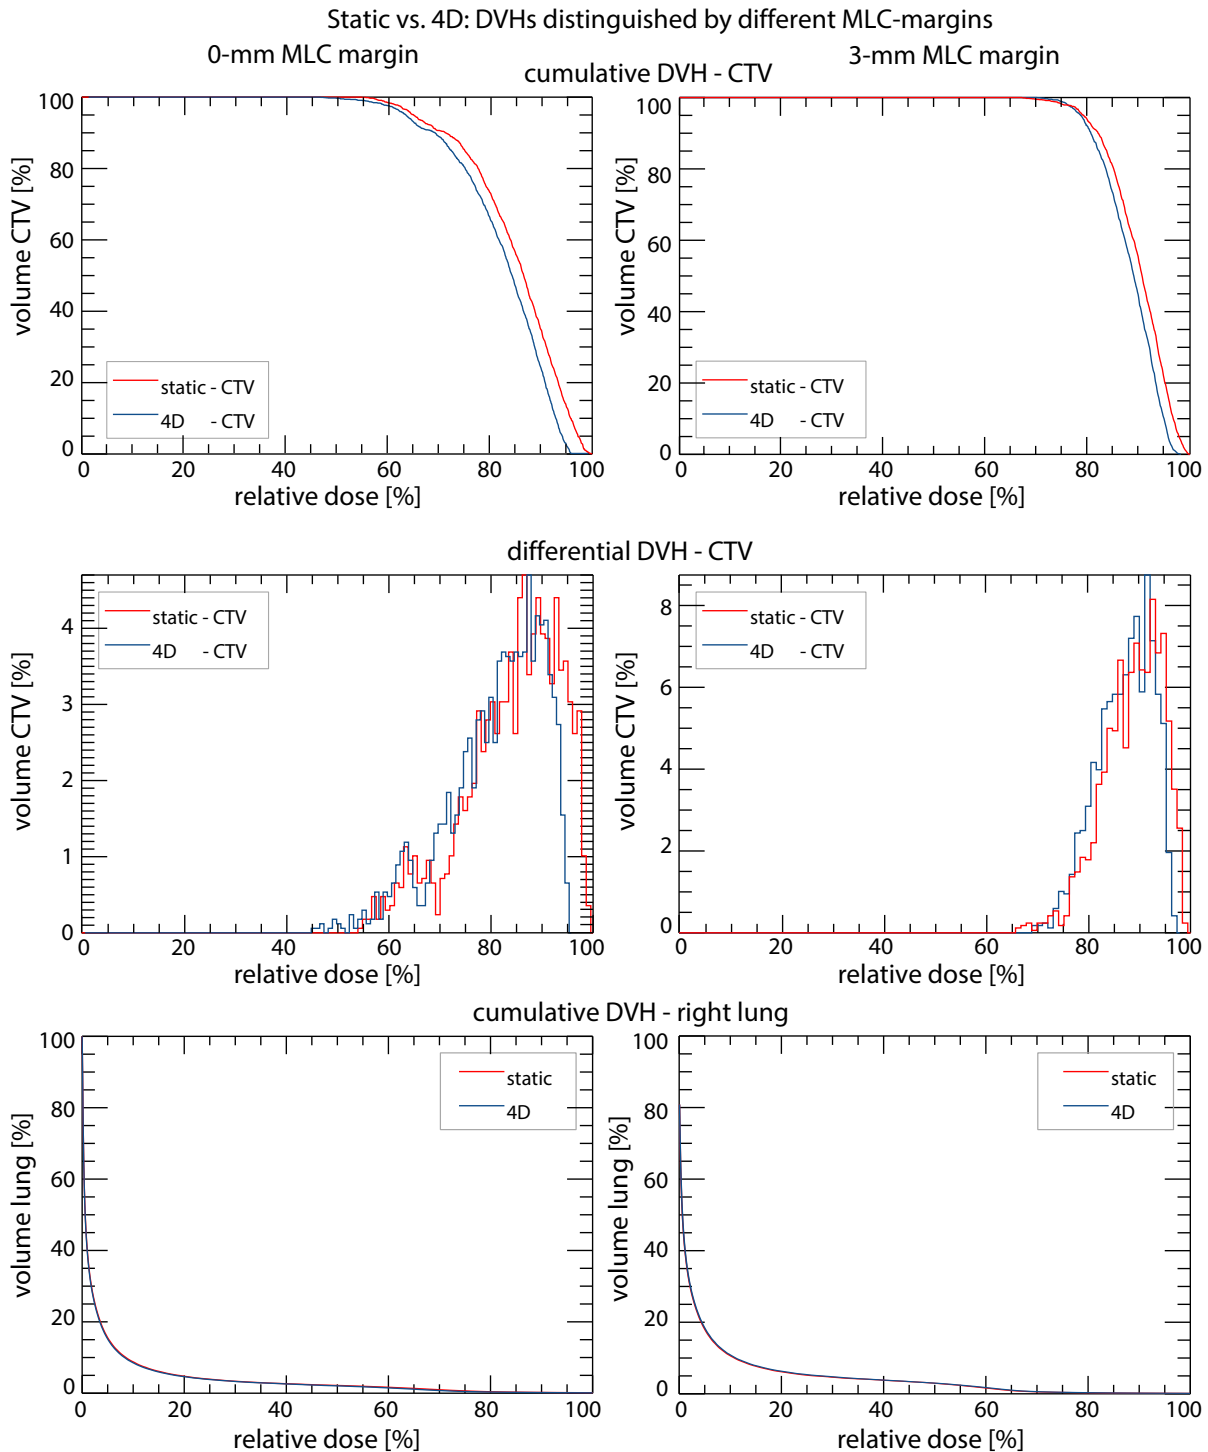 Static vs. 4D: DVHs distinguished by different MLC-margins
0-mm MLC margin
3-mm MLC margin
cumulative DVH - CTV
volume CTV [%]
100
80
60
40
20
0
static - CTV
4D - CTV
0 20 40 60 80 100
relative dose [%]
volume CTV [%]
100
80
60
40
20
0
static - CTV
4D - CTV
0 20 40 60 80 100
relative dose [%]
differential DVH - CTV
volume CTV [%]
4
3
2
1
0
static - CTV
4D - CTV
0 20 40 60 80 100
relative dose [%]
volume CTV [%]
8
6
4
2
0
static - CTV
4D - CTV
0 20 40 60 80 100
relative dose [%]
cumulative DVH - right lung
volume lung [%]
100
80
60
40
20
0
static
4D
0 20 40 60 80 100
relative dose [%]
volume lung [%]
100
80
60
40
20
0
static
4D
0 20 40 60 80 100
relative dose [%]